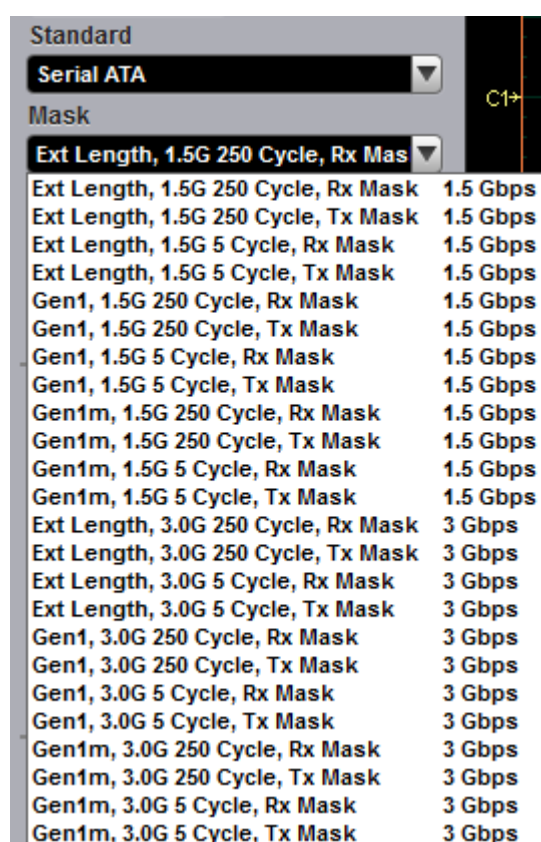 Standard
Serial ATA
C1
Mask
Ext Length, 1.5G 250 Cycle, Rx Mas
Ext Length, 1.5G 250 Cycle, Rx Mask 1.5 Gbps
Ext Length, 1.5G 250 Cycle, Tx Mask 1.5 Gbps
Ext Length, 1.5G 5 Cycle, Rx Mask 1.5 Gbps
Ext Length, 1.5G 5 Cycle, Tx Mask 1.5 Gbps
Gen1, 1.5G 250 Cycle, Rx Mask 1.5 Gbps
Gen1, 1.5G 250 Cycle, Tx Mask 1.5 Gbps
Gen1, 1.5G 5 Cycle, Rx Mask 1.5 Gbps
Gen1, 1.5G 5 Cycle, Tx Mask 1.5 Gbps
Gen1m, 1.5G 250 Cycle, Rx Mask 1.5 Gbps
Gen1m, 1.5G 250 Cycle, Tx Mask 1.5 Gbps
Gen1m, 1.5G 5 Cycle, Rx Mask 1.5 Gbps
Gen1m, 1.5G 5 Cycle, Tx Mask 1.5 Gbps
Ext Length, 3.0G 250 Cycle, Rx Mask 3 Gbps
Ext Length, 3.0G 250 Cycle, Tx Mask 3 Gbps
Ext Length, 3.0G 5 Cycle, Rx Mask 3 Gbps
Ext Length, 3.0G 5 Cycle, Tx Mask 3 Gbps
Gen1, 3.0G 250 Cycle, Rx Mask 3 Gbps
Gen1, 3.0G 250 Cycle, Tx Mask 3 Gbps
Gen1, 3.0G 5 Cycle, Rx Mask 3 Gbps
Gen1, 3.0G 5 Cycle, Tx Mask 3 Gbps
Gen1m, 3.0G 250 Cycle, Rx Mask 3 Gbps
Gen1m, 3.0G 250 Cycle, Tx Mask 3 Gbps
Gen1m, 3.0G 5 Cycle, Rx Mask 3 Gbps
Gen1m, 3.0G 5 Cycle, Tx Mask 3 Gbps